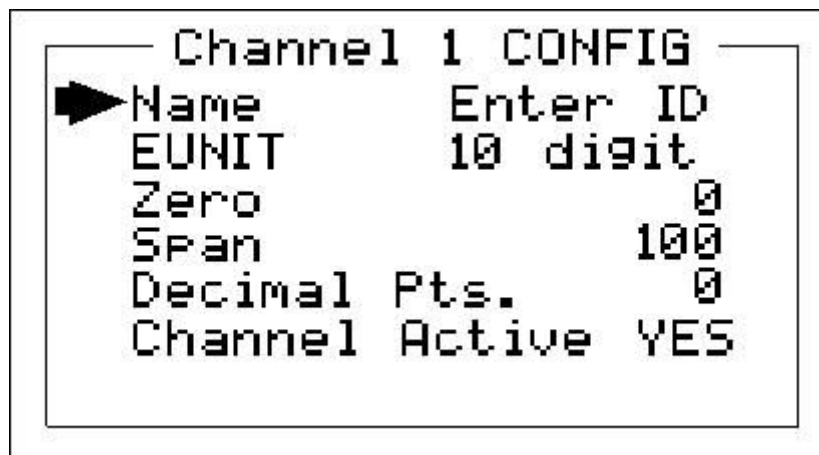 Channel 1 CONFIG
Name Enter ID
EUNIT 10 digit
Zero 0
Span 100
Decimal Pts. 0
Channel Active YES